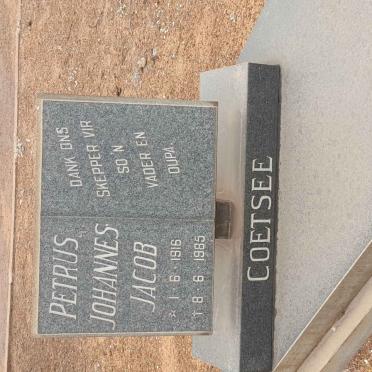 PETRUS
JOHANNES
JACOB
☆ 1 · 6 · 1916
† 8 · 6 · 1985
DANK ONS
SKEPPER VIR
SO N
VADER EN
OUPA.
COETSEE